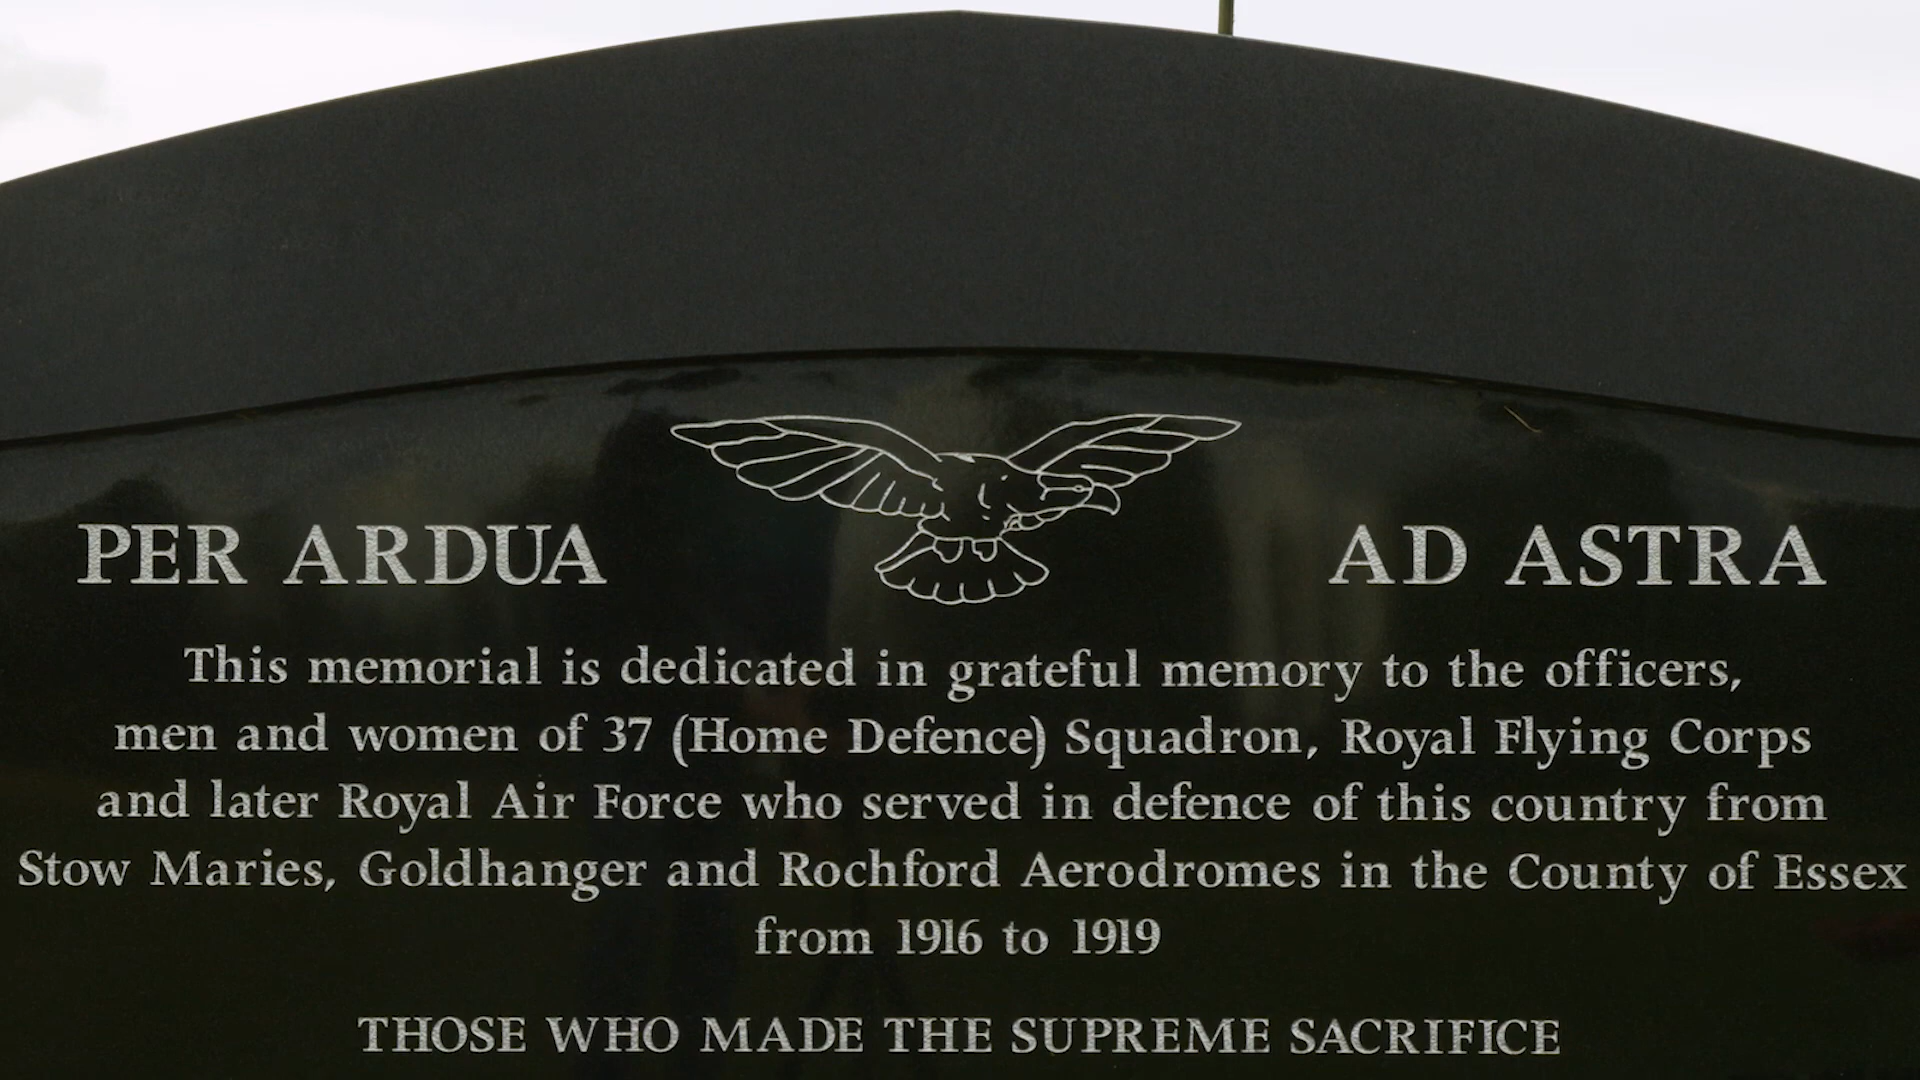 PER ARDUA AD ASTRA
This memorial is dedicated in grateful memory to the officers,
men and women of 37 (Home Defence) Squadron, Royal Flying Corps
and later Royal Air Force who served in defence of this country from
Stow Maries, Goldhanger and Rochford Aerodromes in the County of Essex
from 1916 to 1919
THOSE WHO MADE THE SUPREME SACRIFICE